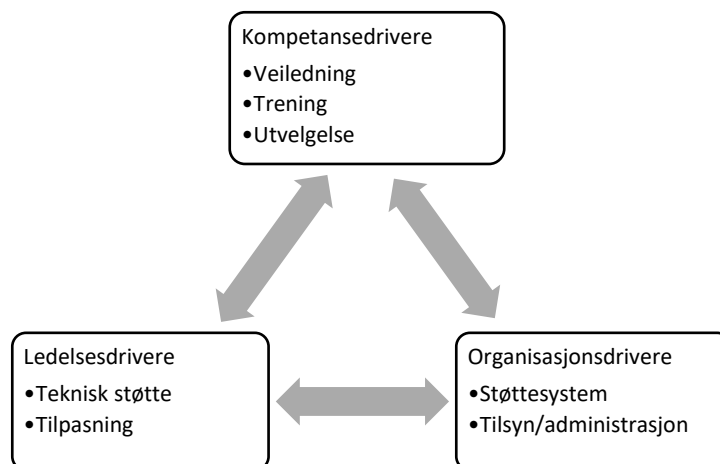 Kompetansedrivere
•Veiledning
•Trening
•Utvelgelse
Ledelsesdrivere
•Teknisk støtte
•Tilpasning
Organisasjonsdrivere
•Støttesystem
•Tilsyn/administrasjon